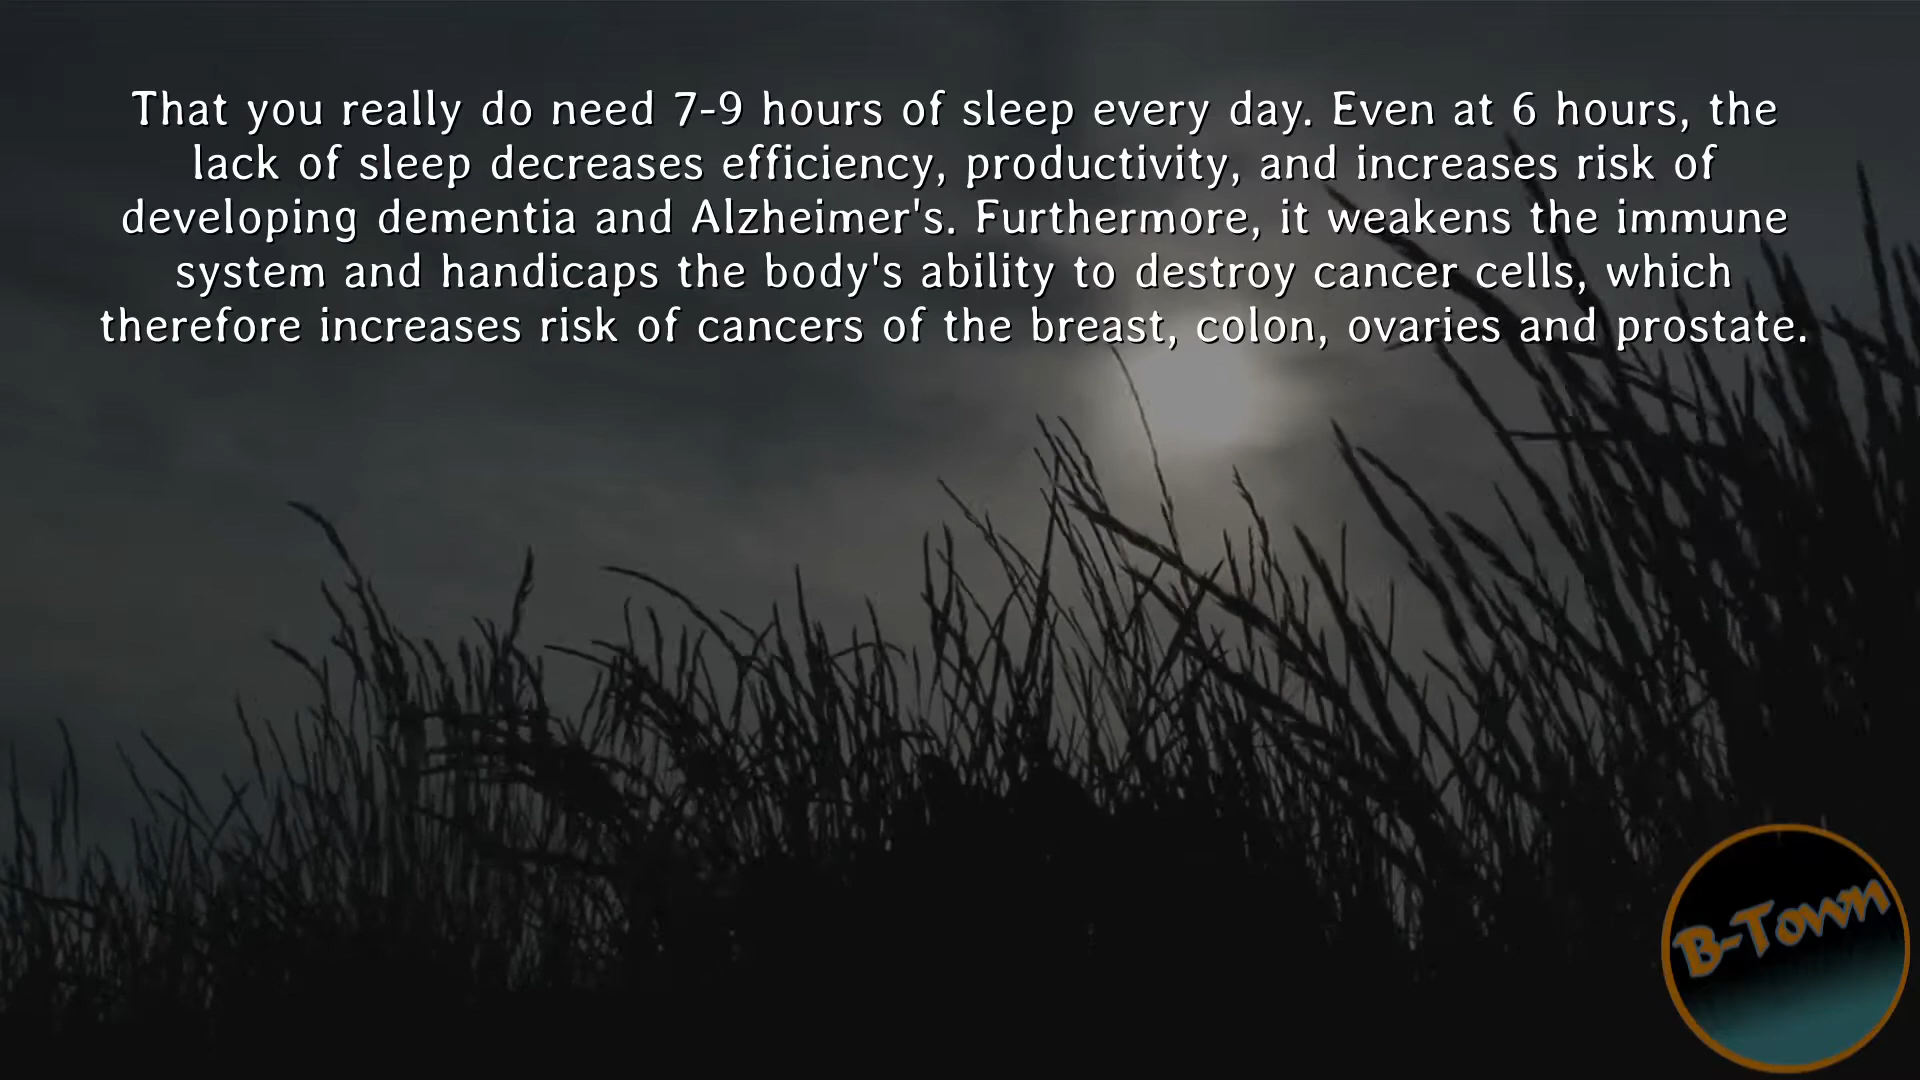 That you really do need 7-9 hours of sleep every day. Even at 6 hours, the
lack of sleep decreases efficiency, productivity, and increases risk of
developing dementia and Alzheimer's. Furthermore, it weakens the immune
system and handicaps the body's ability to destroy cancer cells, which
therefore increases risk of cancers of the breast, colon, ovaries and prostate.
B-Town